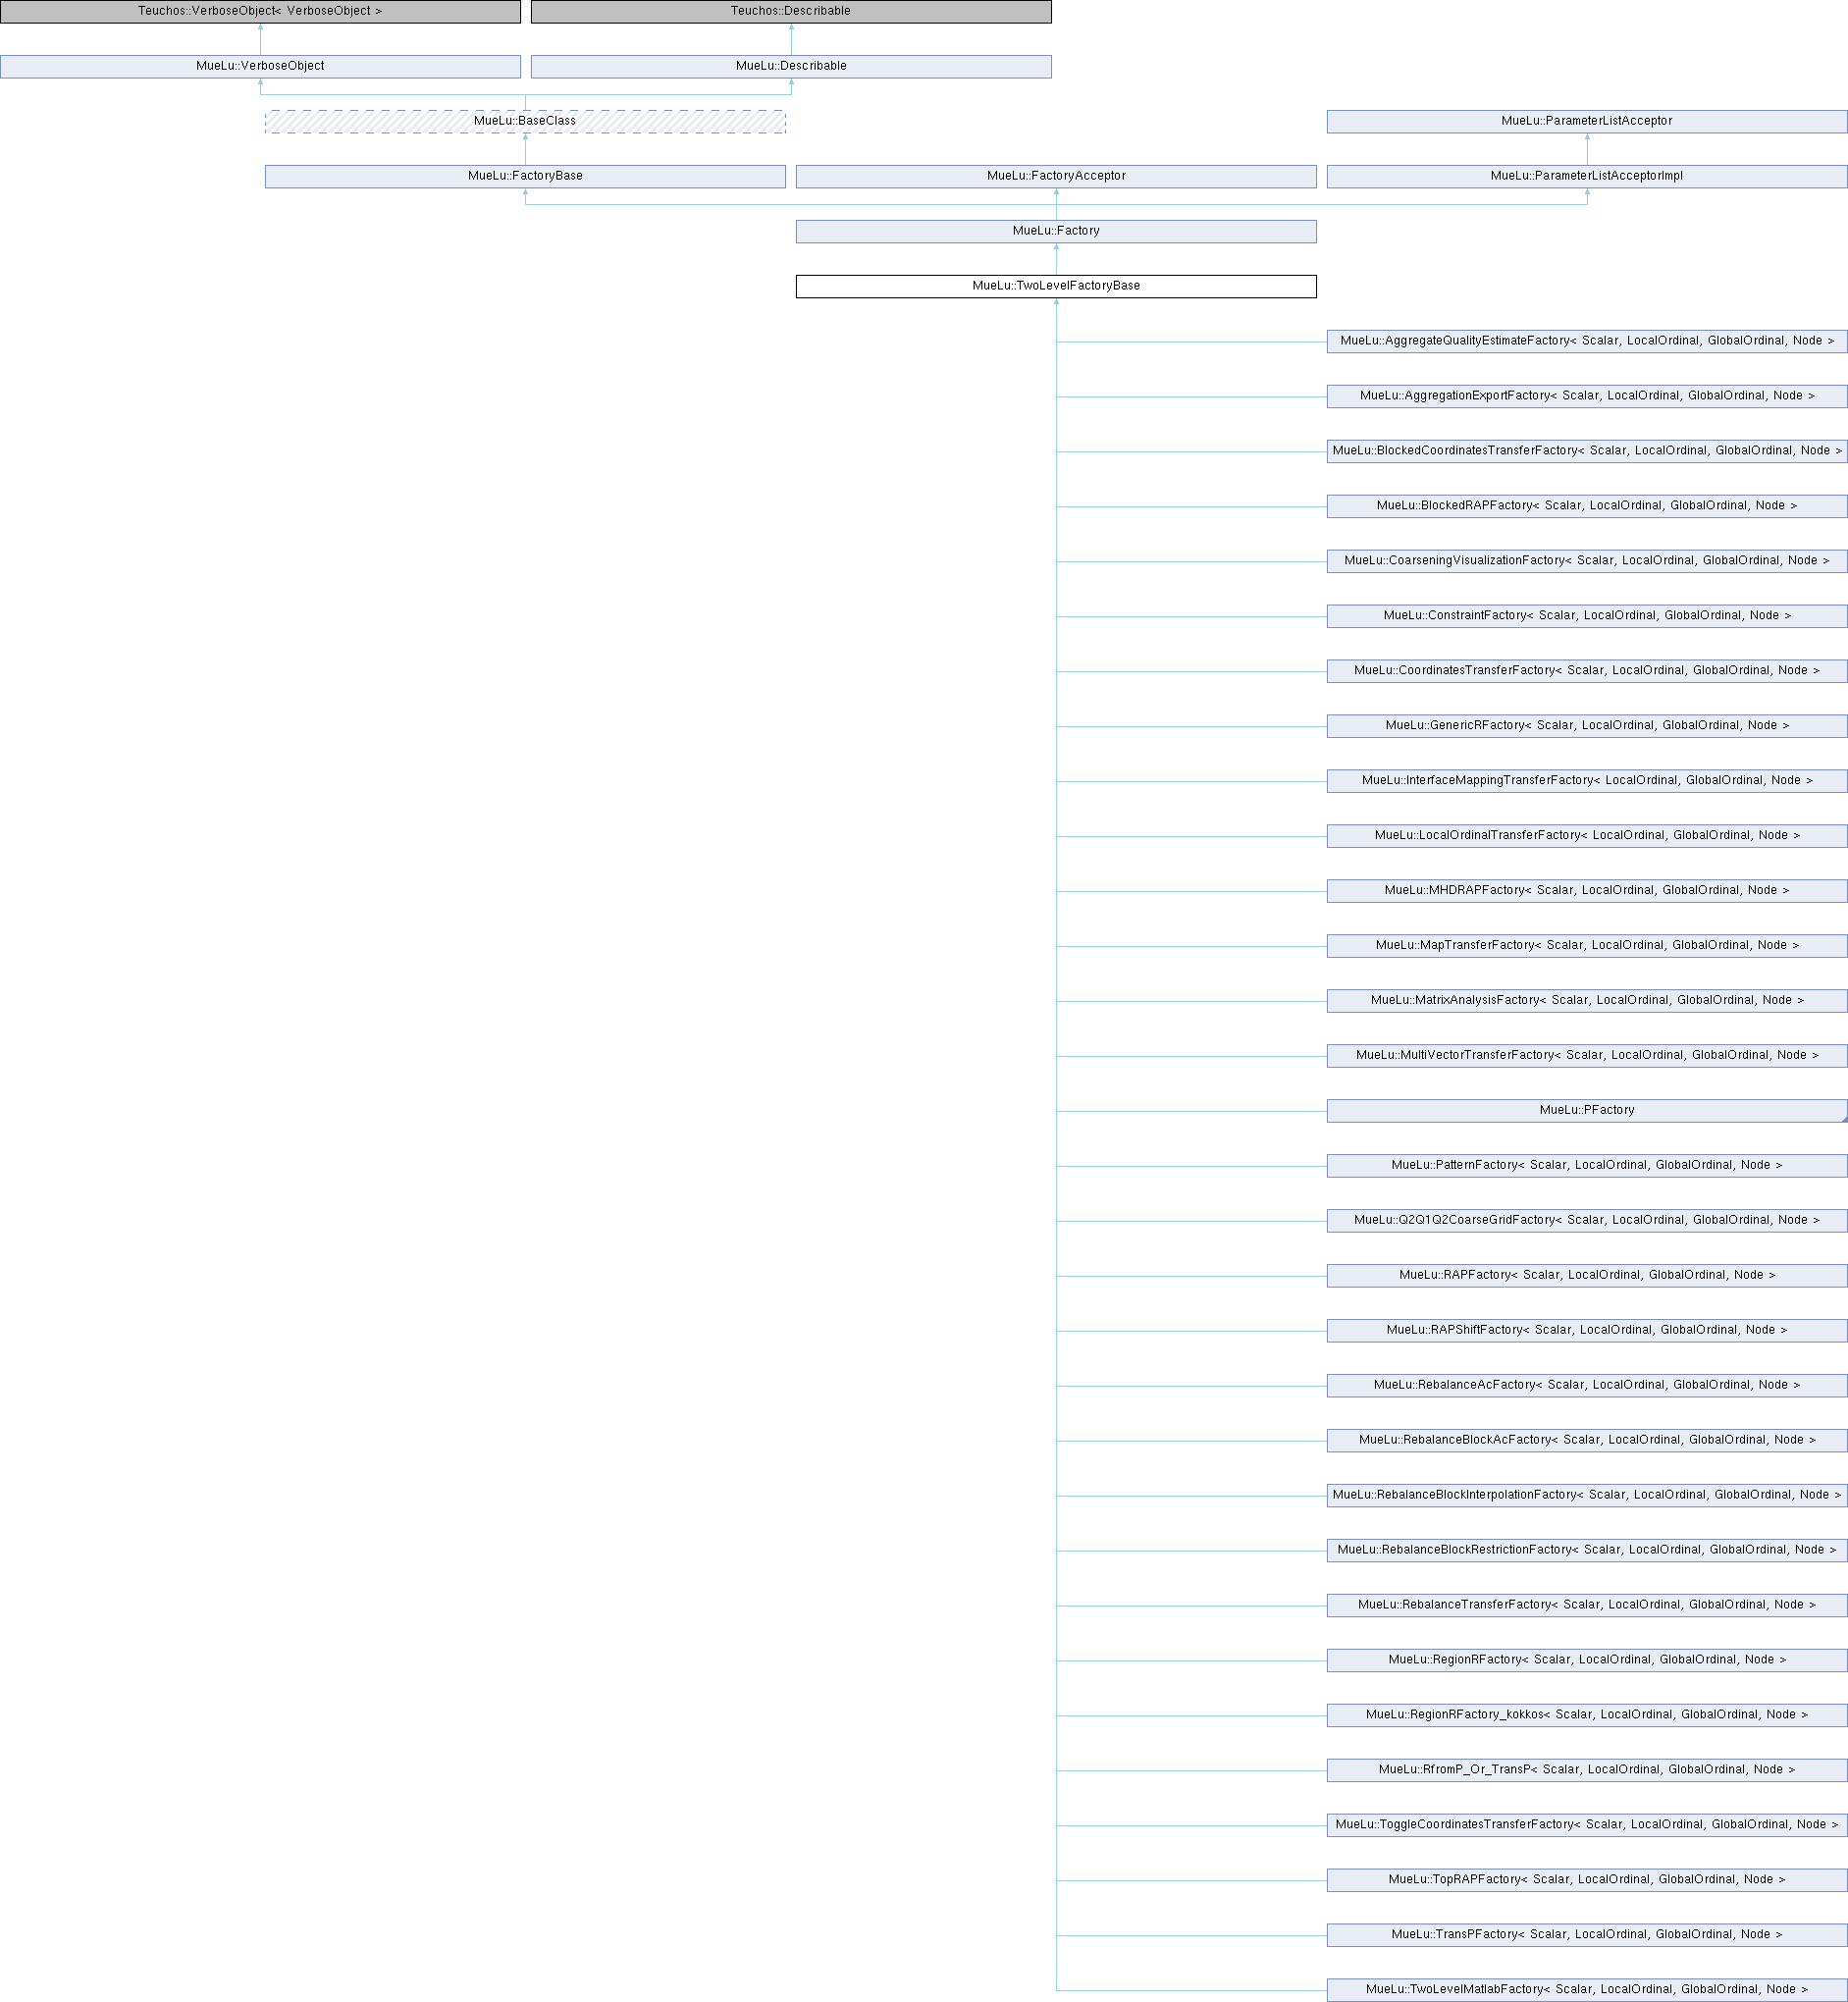 Teuchos::VerboseObject< VerboseObject >
Teuchos::Describable
MueLu::VerboseObject
MueLu::Describable
MueLu::BaseClass
MueLu::ParameterListAcceptor
MueLu::FactoryBase
MueLu::FactoryAcceptor
MueLu::ParameterListAcceptorImpl
MueLu::Factory
MueLu::TwoLevelFactoryBase
MueLu::AggregateQualityEstimateFactory< Scalar, LocalOrdinal, GlobalOrdinal, Node >
MueLu::AggregationExportFactory< Scalar, LocalOrdinal, GlobalOrdinal, Node >
MueLu::BlockedCoordinatesTransferFactory< Scalar, LocalOrdinal, GlobalOrdinal, Node >
MueLu::BlockedRAPFactory< Scalar, LocalOrdinal, GlobalOrdinal, Node >
MueLu::CoarseningVisualizationFactory< Scalar, LocalOrdinal, GlobalOrdinal, Node >
MueLu::ConstraintFactory< Scalar, LocalOrdinal, GlobalOrdinal, Node >
MueLu::CoordinatesTransferFactory< Scalar, LocalOrdinal, GlobalOrdinal, Node >
MueLu::GenericRFactory< Scalar, LocalOrdinal, GlobalOrdinal, Node >
MueLu::InterfaceMappingTransferFactory< LocalOrdinal, GlobalOrdinal, Node >
MueLu::LocalOrdinalTransferFactory< LocalOrdinal, GlobalOrdinal, Node >
MueLu::MHDRAPFactory< Scalar, LocalOrdinal, GlobalOrdinal, Node >
MueLu::MapTransferFactory< Scalar, LocalOrdinal, GlobalOrdinal, Node >
MueLu::MatrixAnalysisFactory< Scalar, LocalOrdinal, GlobalOrdinal, Node >
MueLu::MultiVectorTransferFactory< Scalar, LocalOrdinal, GlobalOrdinal, Node >
MueLu::PFactory
MueLu::PatternFactory< Scalar, LocalOrdinal, GlobalOrdinal, Node >
MueLu::Q2Q1Q2CoarseGridFactory< Scalar, LocalOrdinal, GlobalOrdinal, Node >
MueLu::RAPFactory< Scalar, LocalOrdinal, GlobalOrdinal, Node >
MueLu::RAPShiftFactory< Scalar, LocalOrdinal, GlobalOrdinal, Node >
MueLu::RebalanceAcFactory< Scalar, LocalOrdinal, GlobalOrdinal, Node >
MueLu::RebalanceBlockAcFactory< Scalar, LocalOrdinal, GlobalOrdinal, Node >
MueLu::RebalanceBlockInterpolationFactory< Scalar, LocalOrdinal, GlobalOrdinal, Node >
MueLu::RebalanceBlockRestrictionFactory< Scalar, LocalOrdinal, GlobalOrdinal, Node >
MueLu::RebalanceTransferFactory< Scalar, LocalOrdinal, GlobalOrdinal, Node >
MueLu::RegionRFactory< Scalar, LocalOrdinal, GlobalOrdinal, Node >
MueLu::RegionRFactory_kokkos< Scalar, LocalOrdinal, GlobalOrdinal, Node >
MueLu::RfromP_Or_TransP< Scalar, LocalOrdinal, GlobalOrdinal, Node >
MueLu::ToggleCoordinatesTransferFactory< Scalar, LocalOrdinal, GlobalOrdinal, Node >
MueLu::TopRAPFactory< Scalar, LocalOrdinal, GlobalOrdinal, Node >
MueLu::TransPFactory< Scalar, LocalOrdinal, GlobalOrdinal, Node >
MueLu::TwoLevelMatlabFactory< Scalar, LocalOrdinal, GlobalOrdinal, Node >